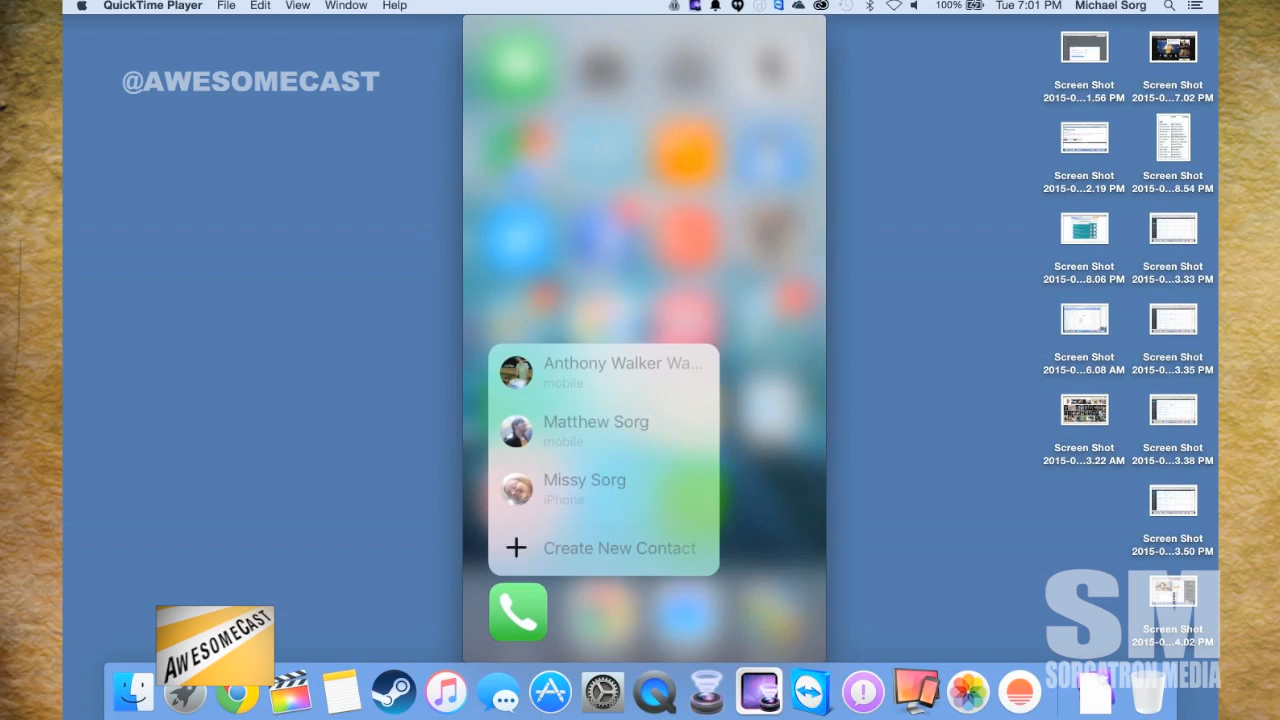 QuickTime Player File Edit View Window Help 100% Tue 7:01 PM Michael Sorg
@AWESOMECAST
Screen Shot
2015-0...1.56 PM
Screen Shot
2015-0...7.02 PM
Screen Shot
2015-0...2.19 PM
Screen Shot
2015-0...8.54 PM
Screen Shot
2015-0...8.06 PM
Screen Shot
2015-0...3.33 PM
Screen Shot
2015-0...6.08 AM
Screen Shot
2015-0...3.35 PM
Screen Shot
2015-0...3.22 AM
Screen Shot
2015-0...3.38 PM
Screen Shot
2015-0...3.50 PM
Screen Shot
2015-0...4.02 PM
Anthony Walker Wa...
mobile
Matthew Sorg
mobile
Missy Sorg
iPhone
Create New Contact
AWESOMECAST
SM
SORGATRON MEDIA